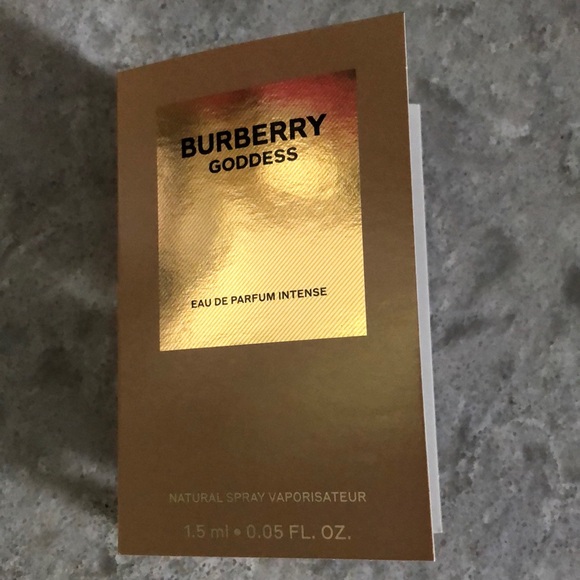 BURBERRY
GODDESS
EAU DE PARFUM INTENSE
NATURAL SPRAY VAPORISATEUR
1.5 ml • 0.05 FL. OZ.